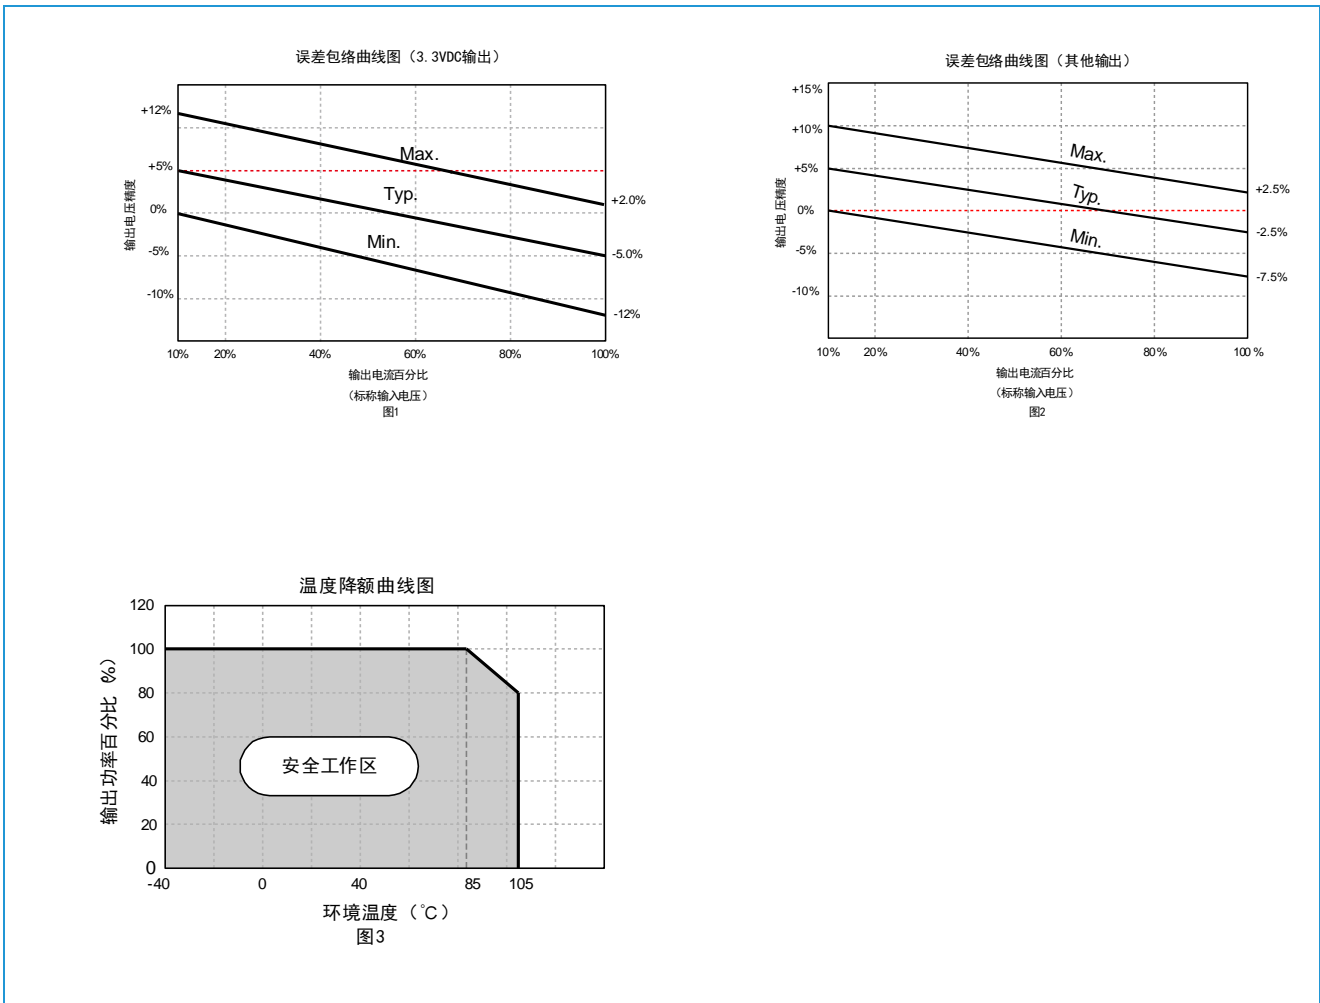 误差包络曲线图（3.3VDC输出）
+12%
+5%
0%
-5%
-10%
输出电压精度
Max.
Typ.
Min.
+2.0%
-5.0%
-12%
10%
20%
40%
60%
80%
100%
输出电流百分比
（标称输入电压）
图1
误差包络曲线图（其他输出）
+15%
+10%
+5%
0%
-5%
-10%
输出电压精度
Max.
Typ.
Min.
+2.5%
-2.5%
-7.5%
10%
20%
40%
60%
80%
100%
输出电流百分比
（标称输入电压）
图2
温度降额曲线图
120
100
80
60
40
20
0
输出功率百分比（%）
安全工作区
-40
0
40
85
105
环境温度（℃）
图3